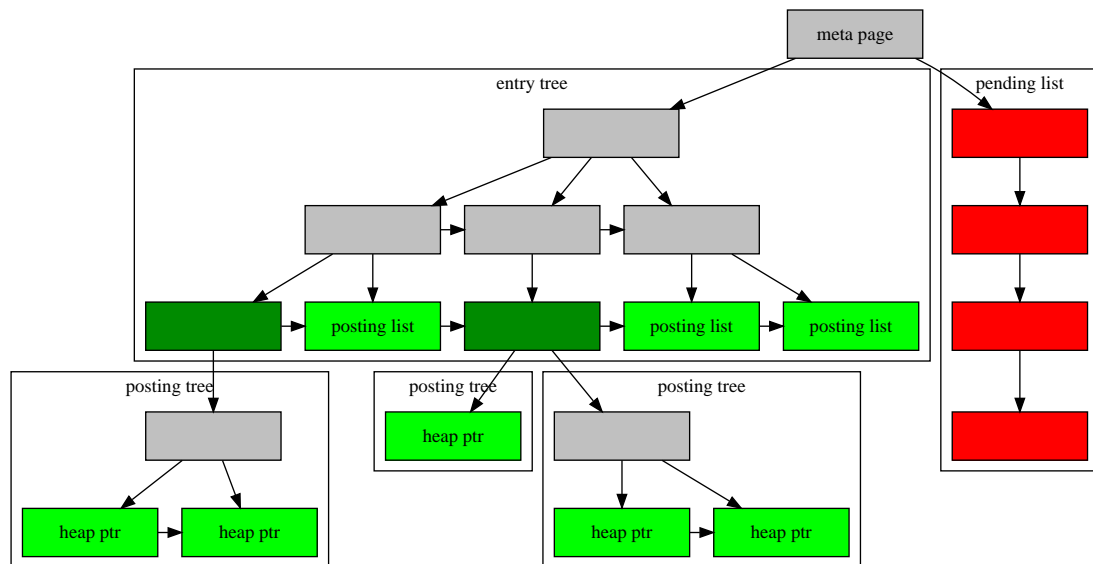 meta page
entry tree
pending list
posting list
posting list
posting list
posting tree
posting tree
posting tree
heap ptr
heap ptr
heap ptr
heap ptr
heap ptr